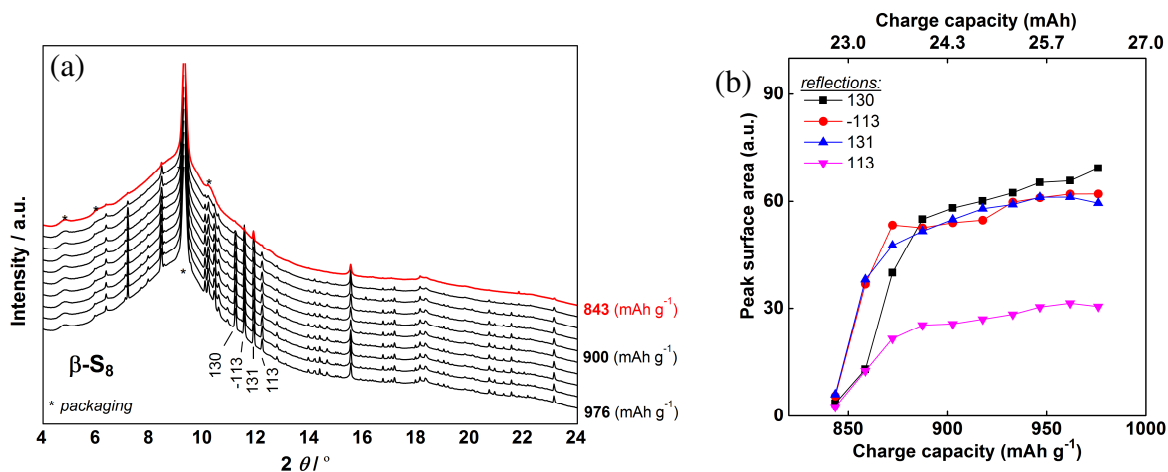 (a)
Intensity / a.u.
*
*
*
*
130
-113
131
113
β-S₈
* packaging
843 (mAh g⁻¹)
900 (mAh g⁻¹)
976 (mAh g⁻¹)
4 6 8 10 12 14 16 18 20 22 24
2 θ / °
(b)
Charge capacity (mAh)
23.0 24.3 25.7 27.0
reflections:
130
-113
131
113
Peak surface area (a.u.)
90
60
30
0
850 900 950 1000
Charge capacity (mAh g⁻¹)